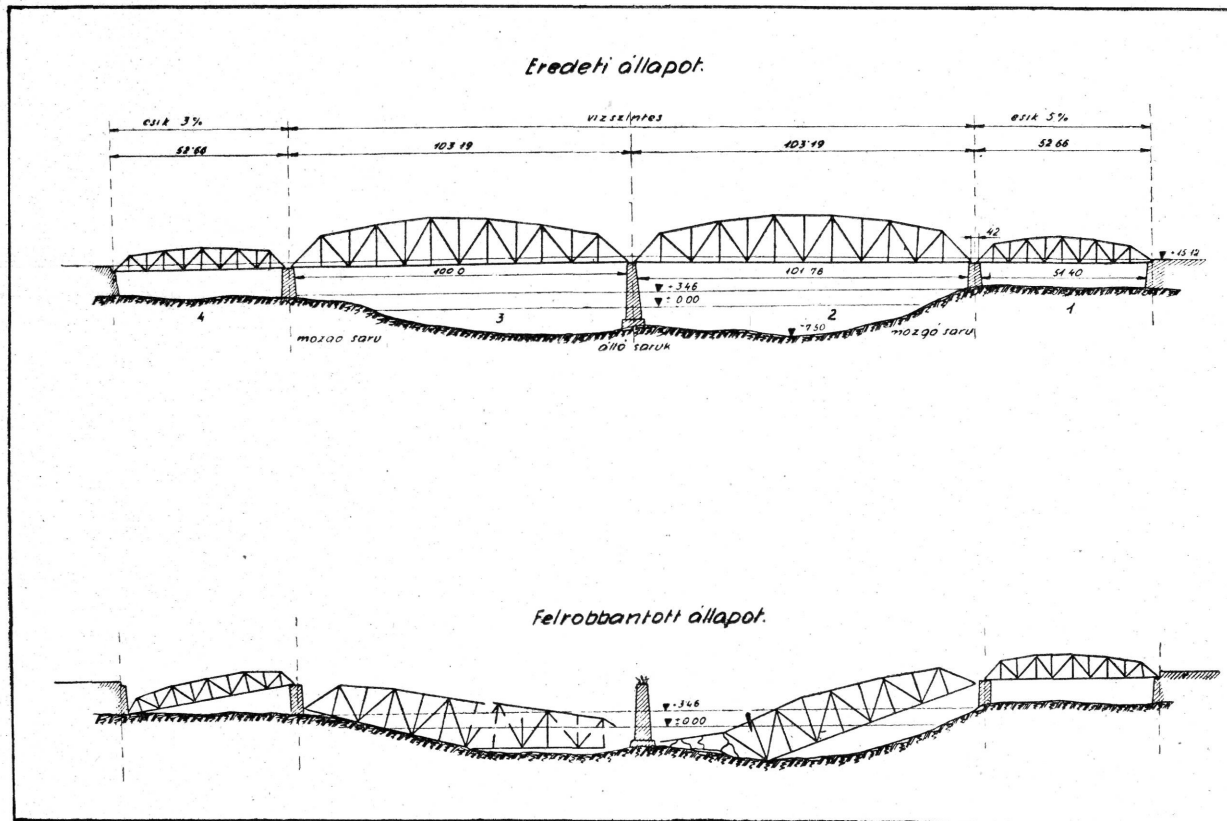 Eredeti állapot.
esik 3% vizszintes esik 5%
52·66 103·19 103·19 52·66
42
+15·12
100·0 101·76 51·40
-3·46
± 0·00
4 3 2 1
-7·50
mozgó saru álló saruk mozgó saru
Felrobbantott állapot.
-3·46
±0·00